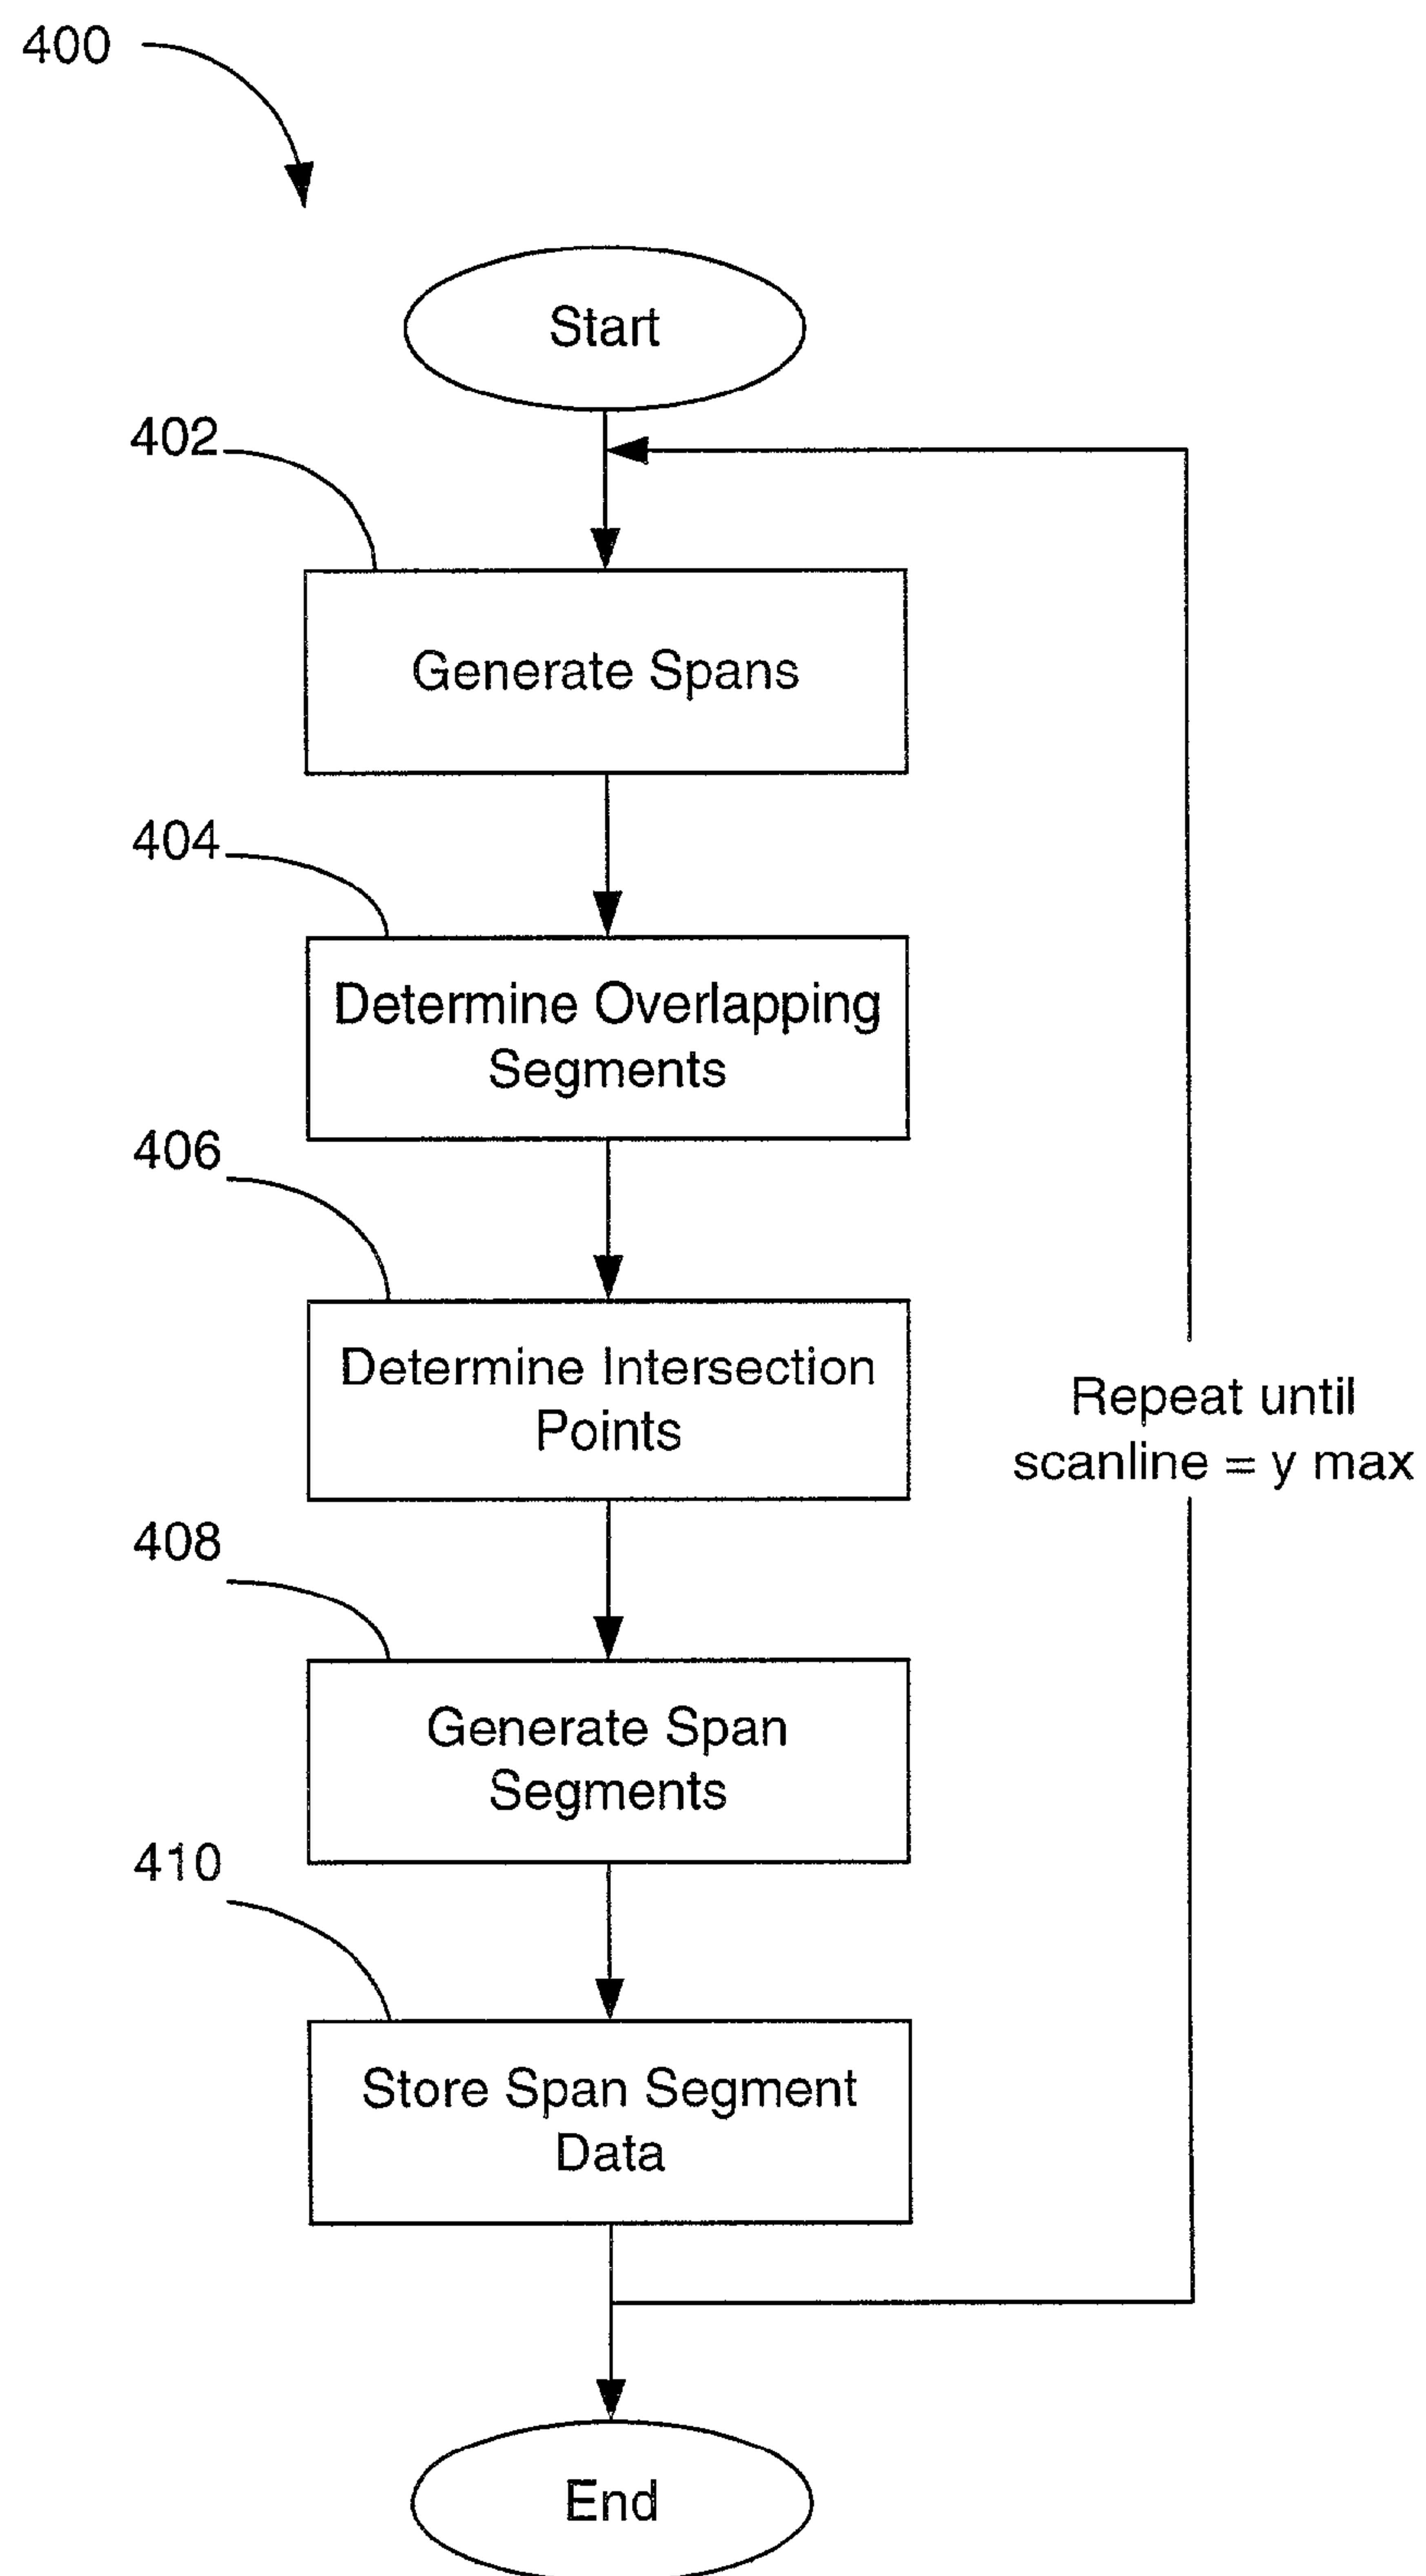 400
Start
402
Generate Spans
404
Determine Overlapping
Segments
406
Determine Intersection
Points
Repeat until
scanline = y max
408
Generate Span
Segments
410
Store Span Segment
Data
End